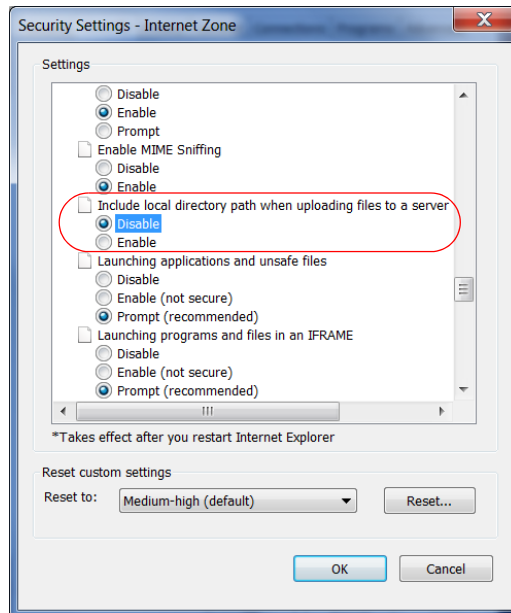 Security Settings - Internet Zone
X
Settings
Disable
Enable
Prompt
Enable MIME Sniffing
Disable
Enable
Include local directory path when uploading files to a server
Disable
Enable
Launching applications and unsafe files
Disable
Enable (not secure)
Prompt (recommended)
Launching programs and files in an IFRAME
Disable
Enable (not secure)
Prompt (recommended)
*Takes effect after you restart Internet Explorer
Reset custom settings
Reset to:
Medium-high (default)
Reset...
OK
Cancel